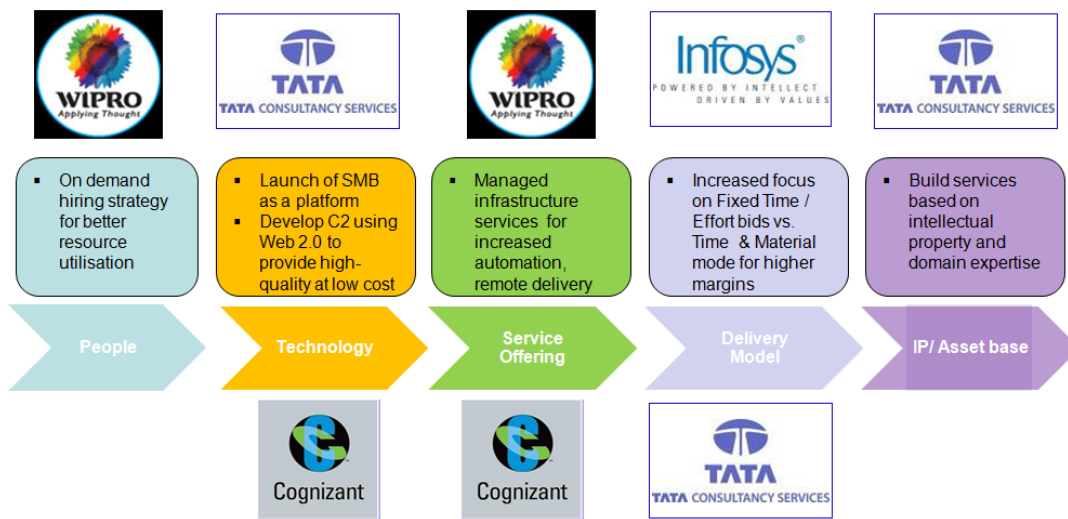 WIPRO
Applying Thought
TATA
TATA CONSULTANCY SERVICES
WIPRO
Applying Thought
Infosys®
POWERED BY INTELLECT
DRIVEN BY VALUES
TATA
TATA CONSULTANCY SERVICES
▪ On demand
hiring strategy
for better
resource
utilisation
▪ Launch of SMB
as a platform
▪ Develop C2 using
Web 2.0 to
provide high-
quality at low cost
▪ Managed
infrastructure
services for
increased
automation,
remote delivery
▪ Increased focus
on Fixed Time /
Effort bids vs.
Time & Material
mode for higher
margins
▪ Build services
based on
intellectual
property and
domain expertise
People
Technology
Service
Offering
Delivery
Model
IP/ Asset base
Cognizant
Cognizant
TATA
TATA CONSULTANCY SERVICES